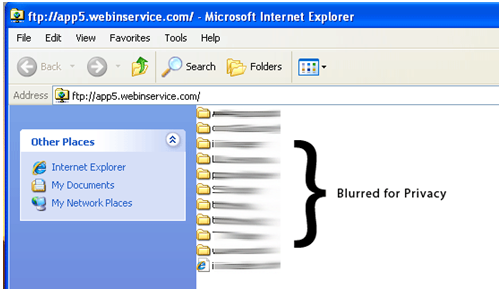 ftp://app5.webinservice.com/ - Microsoft Internet Explorer
File Edit View Favorites Tools Help
Back Search Folders
Address ftp://app5.webinservice.com/
Other Places
Internet Explorer
My Documents
My Network Places
Blurred for Privacy